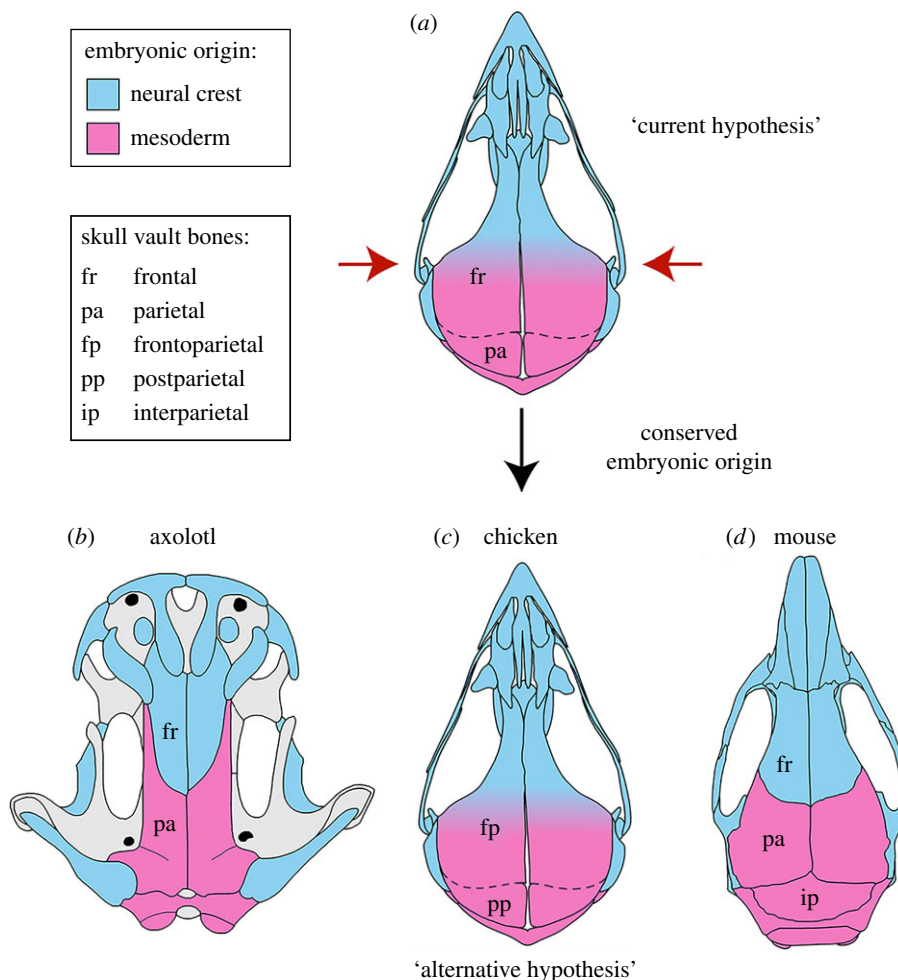 embryonic origin:
neural crest
mesoderm
(a)
'current hypothesis'
skull vault bones:
fr frontal
pa parietal
fp frontoparietal
pp postparietal
ip interparietal
fr
pa
conserved
embryonic origin
(b) axolotl
(c) chicken
(d) mouse
fr
pa
fp
pp
fr
pa
ip
'alternative hypothesis'